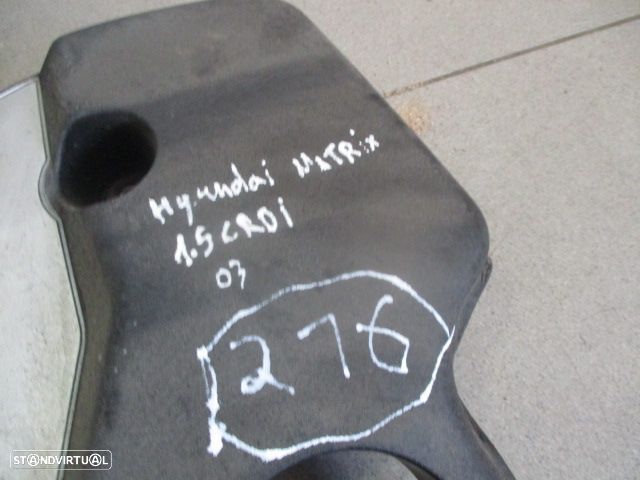 Hyundai MATRix
1.5 CRDi
03
276
STANDVIRTUAL